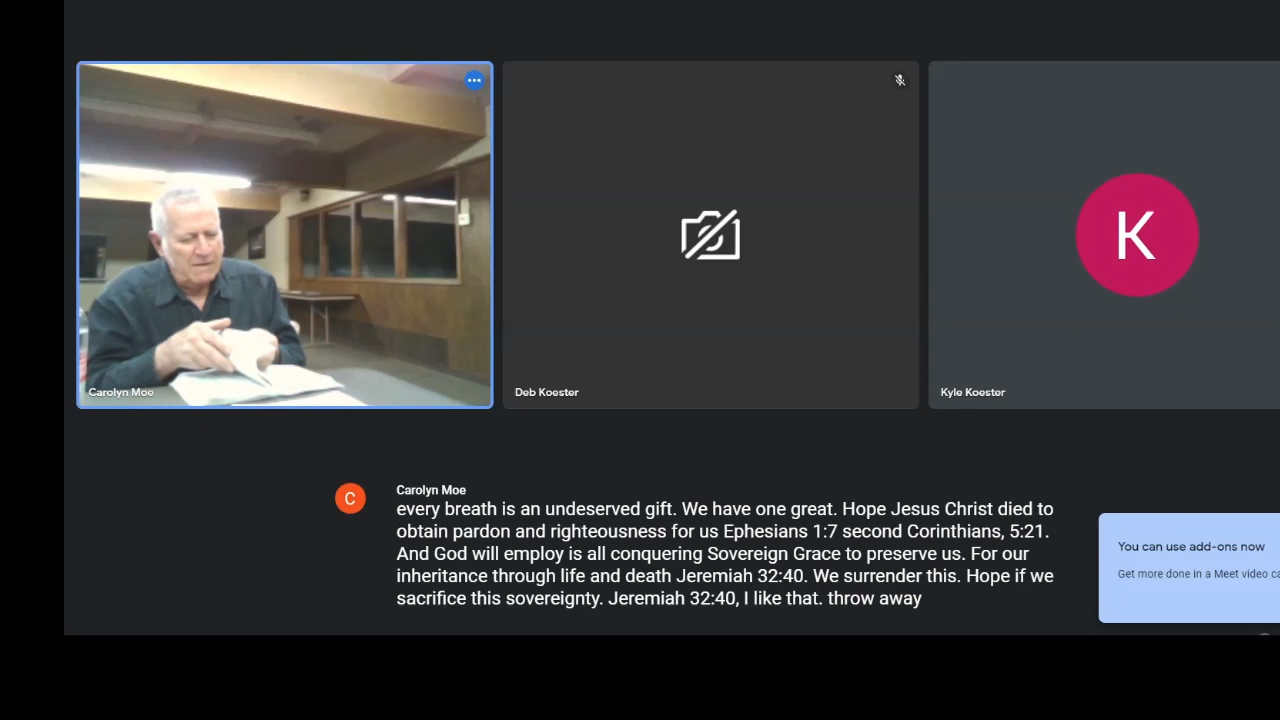 Carolyn Moe
Deb Koester
K
Kyle Koester
C
Carolyn Moe
every breath is an undeserved gift. We have one great. Hope Jesus Christ died to
obtain pardon and righteousness for us Ephesians 1:7 second Corinthians, 5:21.
And God will employ is all conquering Sovereign Grace to preserve us. For our
inheritance through life and death Jeremiah 32:40. We surrender this. Hope if we
sacrifice this sovereignty. Jeremiah 32:40, I like that. throw away
You can use add-ons now
Get more done in a Meet video ca